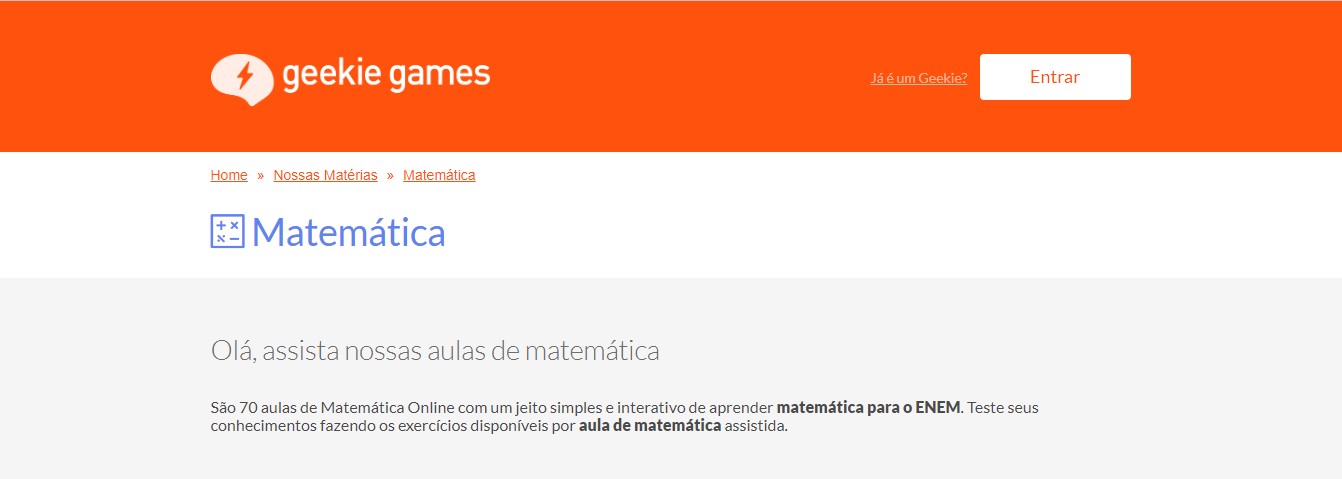 geekie games
Já é um Geekie?
Entrar
Home » Nossas Matérias » Matemática
Matemática
Olá, assista nossas aulas de matemática
São 70 aulas de Matemática Online com um jeito simples e interativo de aprender matemática para o ENEM. Teste seus
conhecimentos fazendo os exercícios disponíveis por aula de matemática assistida.